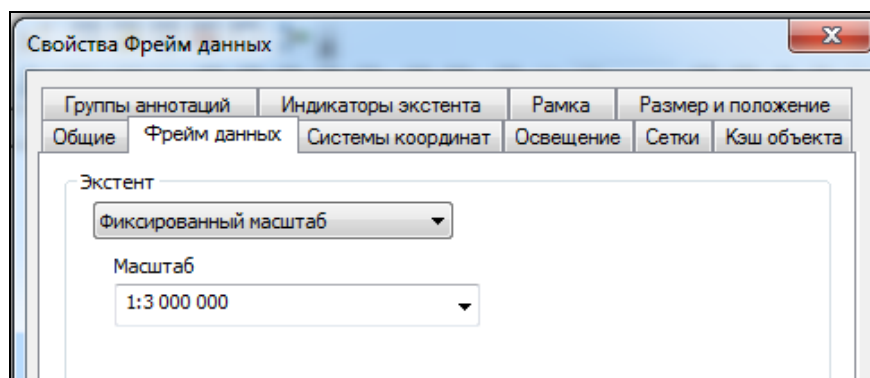 Свойства Фрейм данных
Группы аннотаций Индикаторы экстента Рамка Размер и положение
Общие Фрейм данных Системы координат Освещение Сетки Кэш объекта
Экстент
Фиксированный масштаб
Масштаб
1:3 000 000